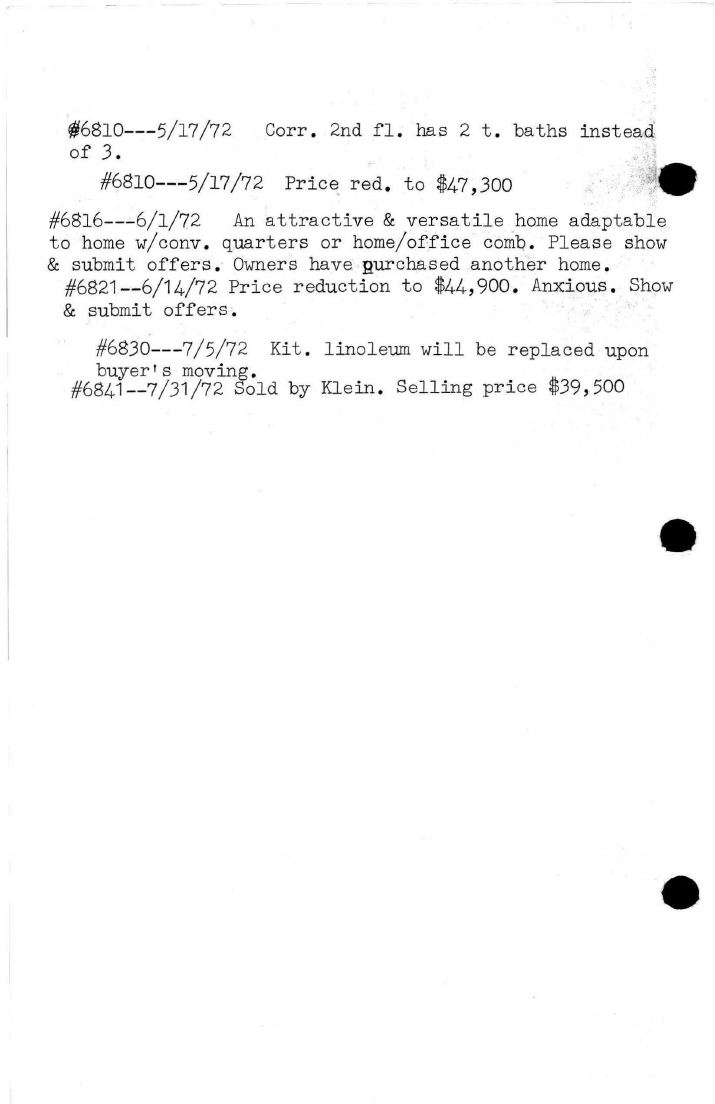 #6810---5/17/72 Corr. 2nd fl. has 2 t. baths instead
of 3.
#6810---5/17/72 Price red. to $47,300
#6816---6/1/72 An attractive & versatile home adaptable
to home w/conv. quarters or home/office comb. Please show
& submit offers. Owners have purchased another home.
#6821--6/14/72 Price reduction to $44,900. Anxious. Show
& submit offers.
#6830---7/5/72 Kit. linoleum will be replaced upon
buyer's moving.
#6841--7/31/72 Sold by Klein. Selling price $39,500